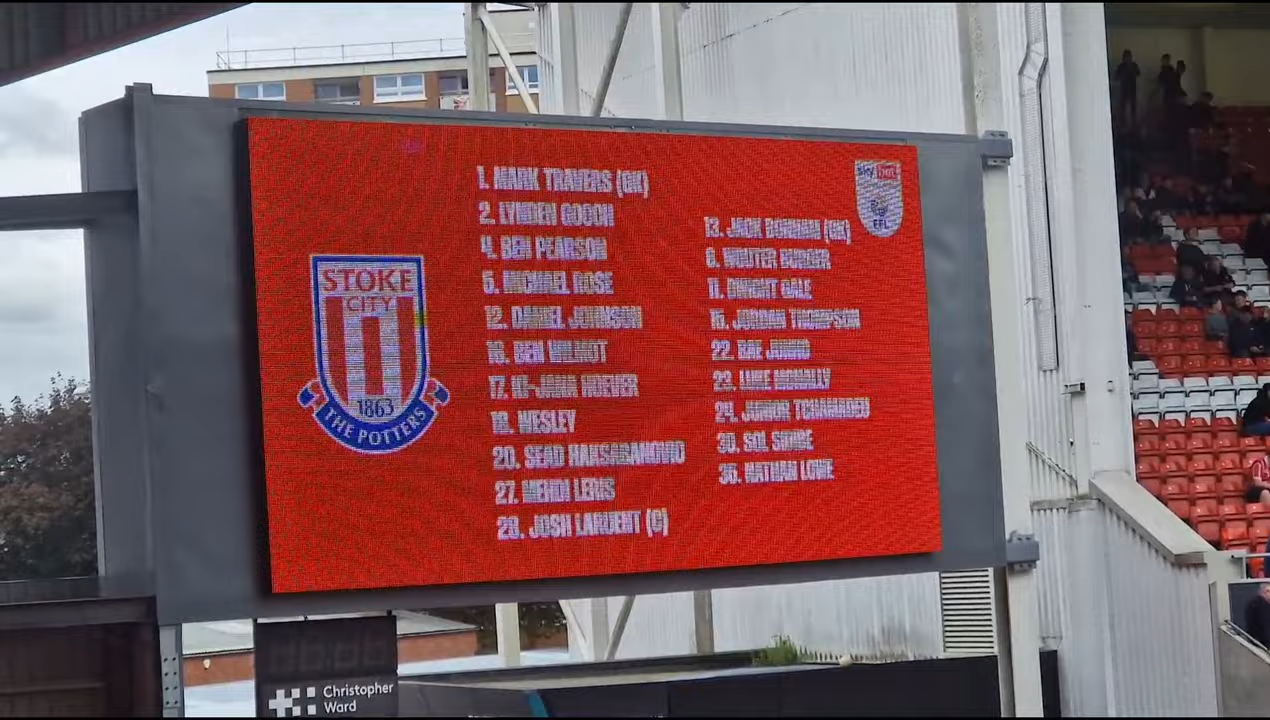 1. MARK TRAVERS (GK)
2. LYNDEN GOOCH
4. BEN PEARSON
5. MICHAEL ROSE
12. DANIEL JOHNSON
16. BEN WILMOT
17. KI-JANA HOEVER
18. WESLEY
20. SEAD HAKSABANOVIC
27. MEHDI LERIS
28. JOSH LAURENT (C)
13. JACK BONHAM (GK)
6. WOUTER BURGER
11. DWIGHT GALE
15. JORDAN THOMPSON
22. BAE JUNHO
23. LUKE MCNALLY
24. JUNIOR TCHAMADEU
30. SOL SIDIBE
35. NATHAN LOWE
STOKE
CITY
1863
THE POTTERS
sky bet
EFL
Christopher
Ward